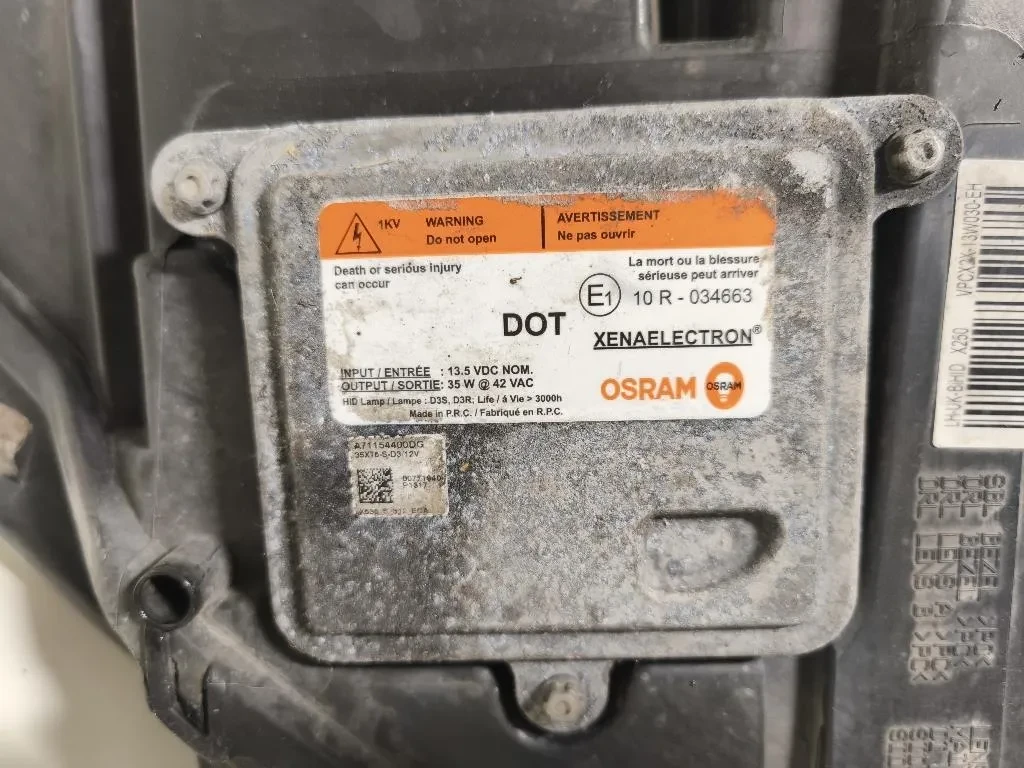 1KV WARNING
Do not open
AVERTISSEMENT
Ne pas ouvrir
Death or serious injury
can occur
La mort ou la blessure
sérieuse peut arriver
E1 10 R - 034663
DOT
XENAELECTRON®
INPUT / ENTRÉE : 13.5 VDC NOM.
OUTPUT / SORTIE: 35 W @ 42 VAC
HID Lamp / Lampe : D3S, D3R; Life / á Vie > 3000h
Made in P.R.C. / Fabriqué en R.P.C.
OSRAM OSRAM
A71154400DG
35XT6-S-D3/12V
P1317
LENS